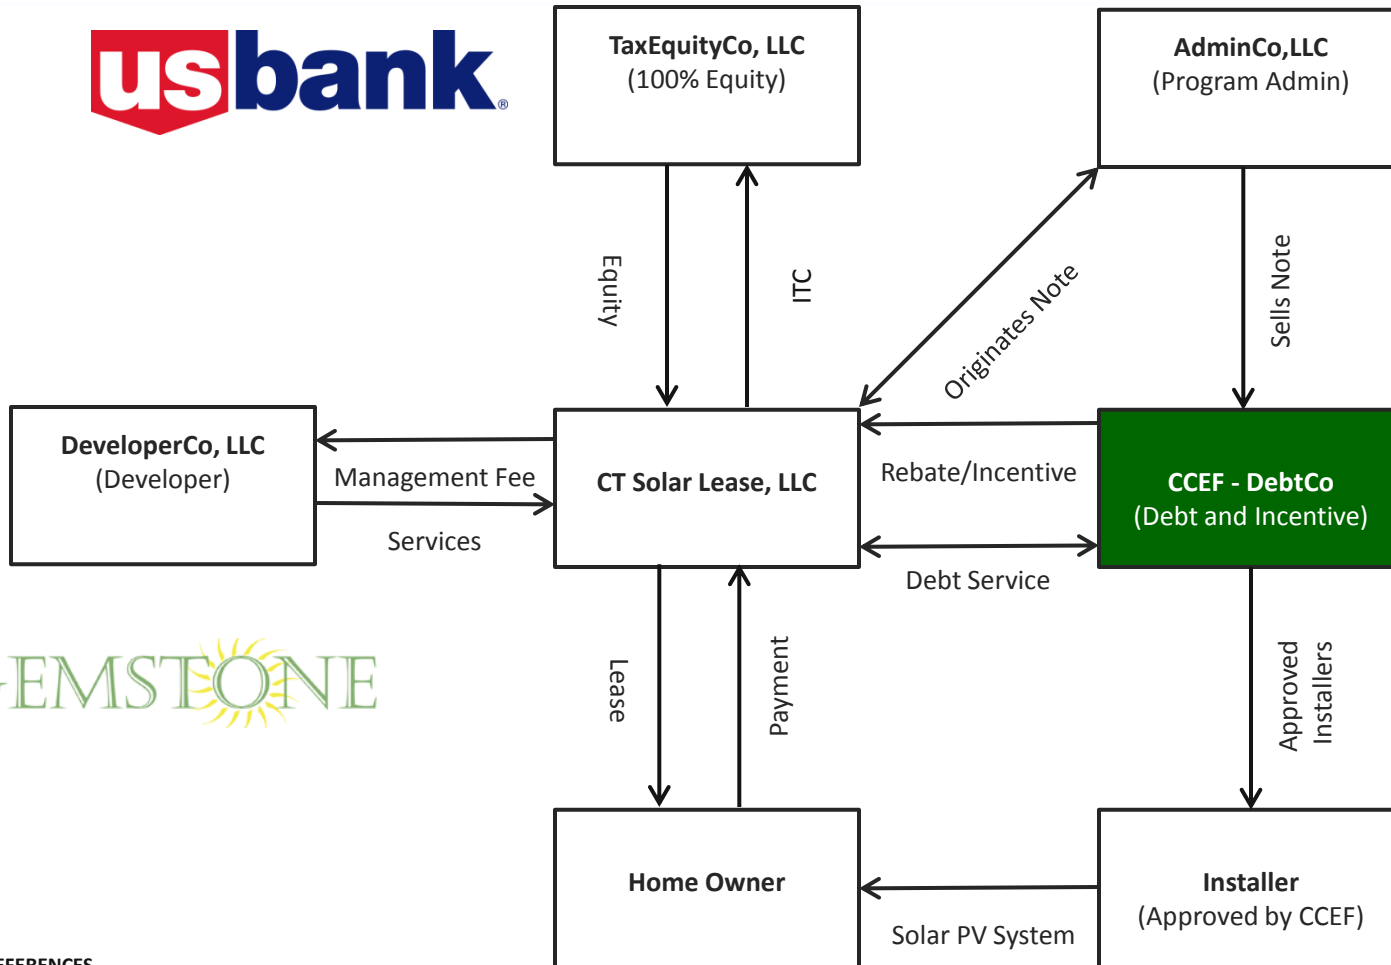 usbank®
TaxEquityCo, LLC
(100% Equity)
AdminCo,LLC
(Program Admin)
Equity
ITC
Originates Note
Sells Note
DeveloperCo, LLC
(Developer)
Management Fee
Services
CT Solar Lease, LLC
Rebate/Incentive
Debt Service
CCEF - DebtCo
(Debt and Incentive)
GEMSTONE
Lease
Payment
Approved
Installers
Home Owner
Solar PV System
Installer
(Approved by CCEF)